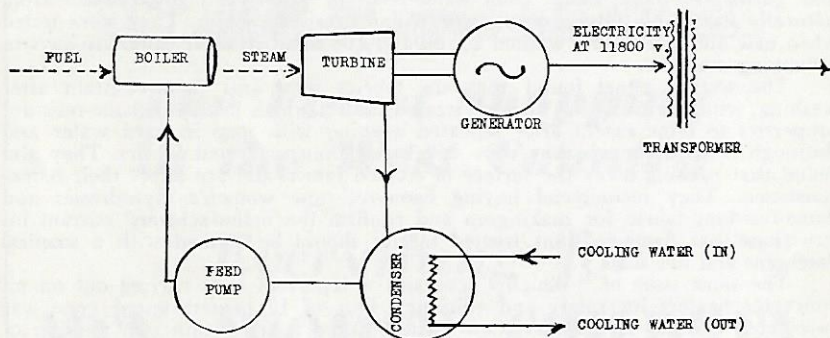 FUEL
BOILER
STEAM
TURBINE
GENERATOR
ELECTRICITY
AT 11800 v.
TRANSFORMER
FEED
PUMP
CONDENSER.
COOLING WATER (IN)
COOLING WATER (OUT)